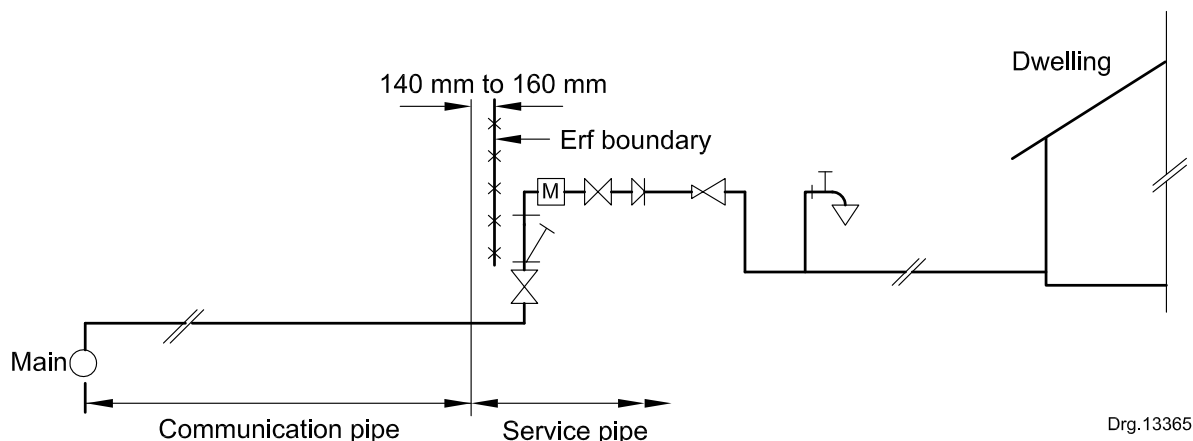 Dwelling
140 mm to 160 mm
Erf boundary
M
Main
Communication pipe
Service pipe
Drg.13365